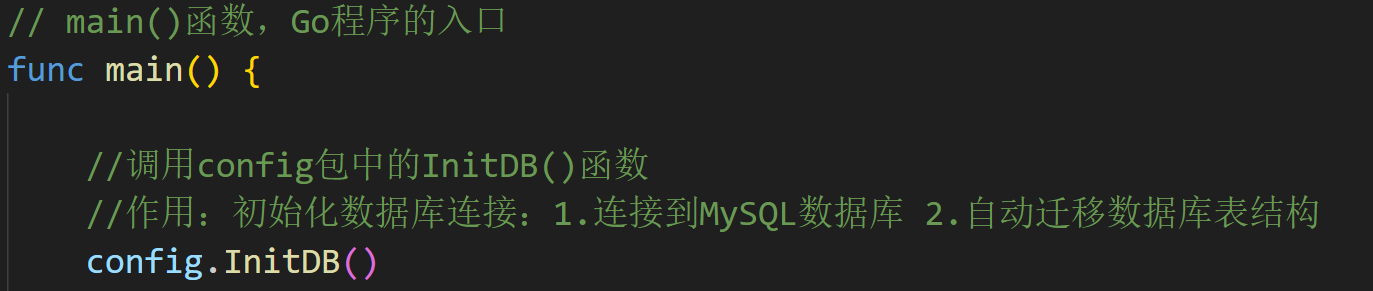 // main()函数，Go程序的入口
func main() {
//调用config包中的InitDB()函数
//作用：初始化数据库连接：1.连接到MySQL数据库 2.自动迁移数据库表结构
config.InitDB()